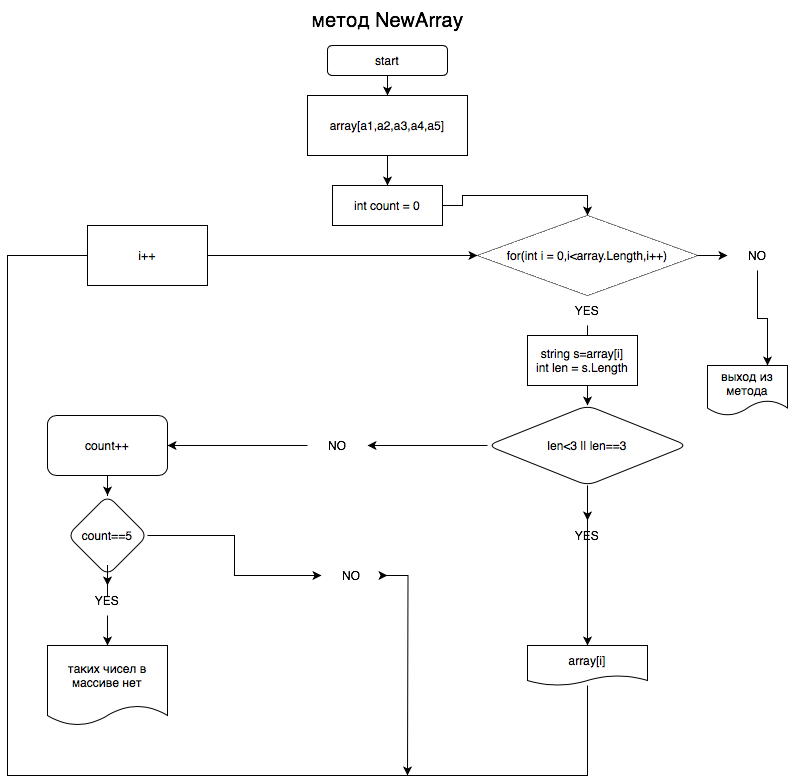 метод NewArray
start
array[a1,a2,a3,a4,a5]
int count = 0
i++
for(int i = 0,i<array.Length,i++)
NO
YES
string s=array[i]
int len = s.Length
выход из
метода
count++
NO
len<3 || len==3
count==5
YES
NO
YES
таких чисел в
массиве нет
array[i]